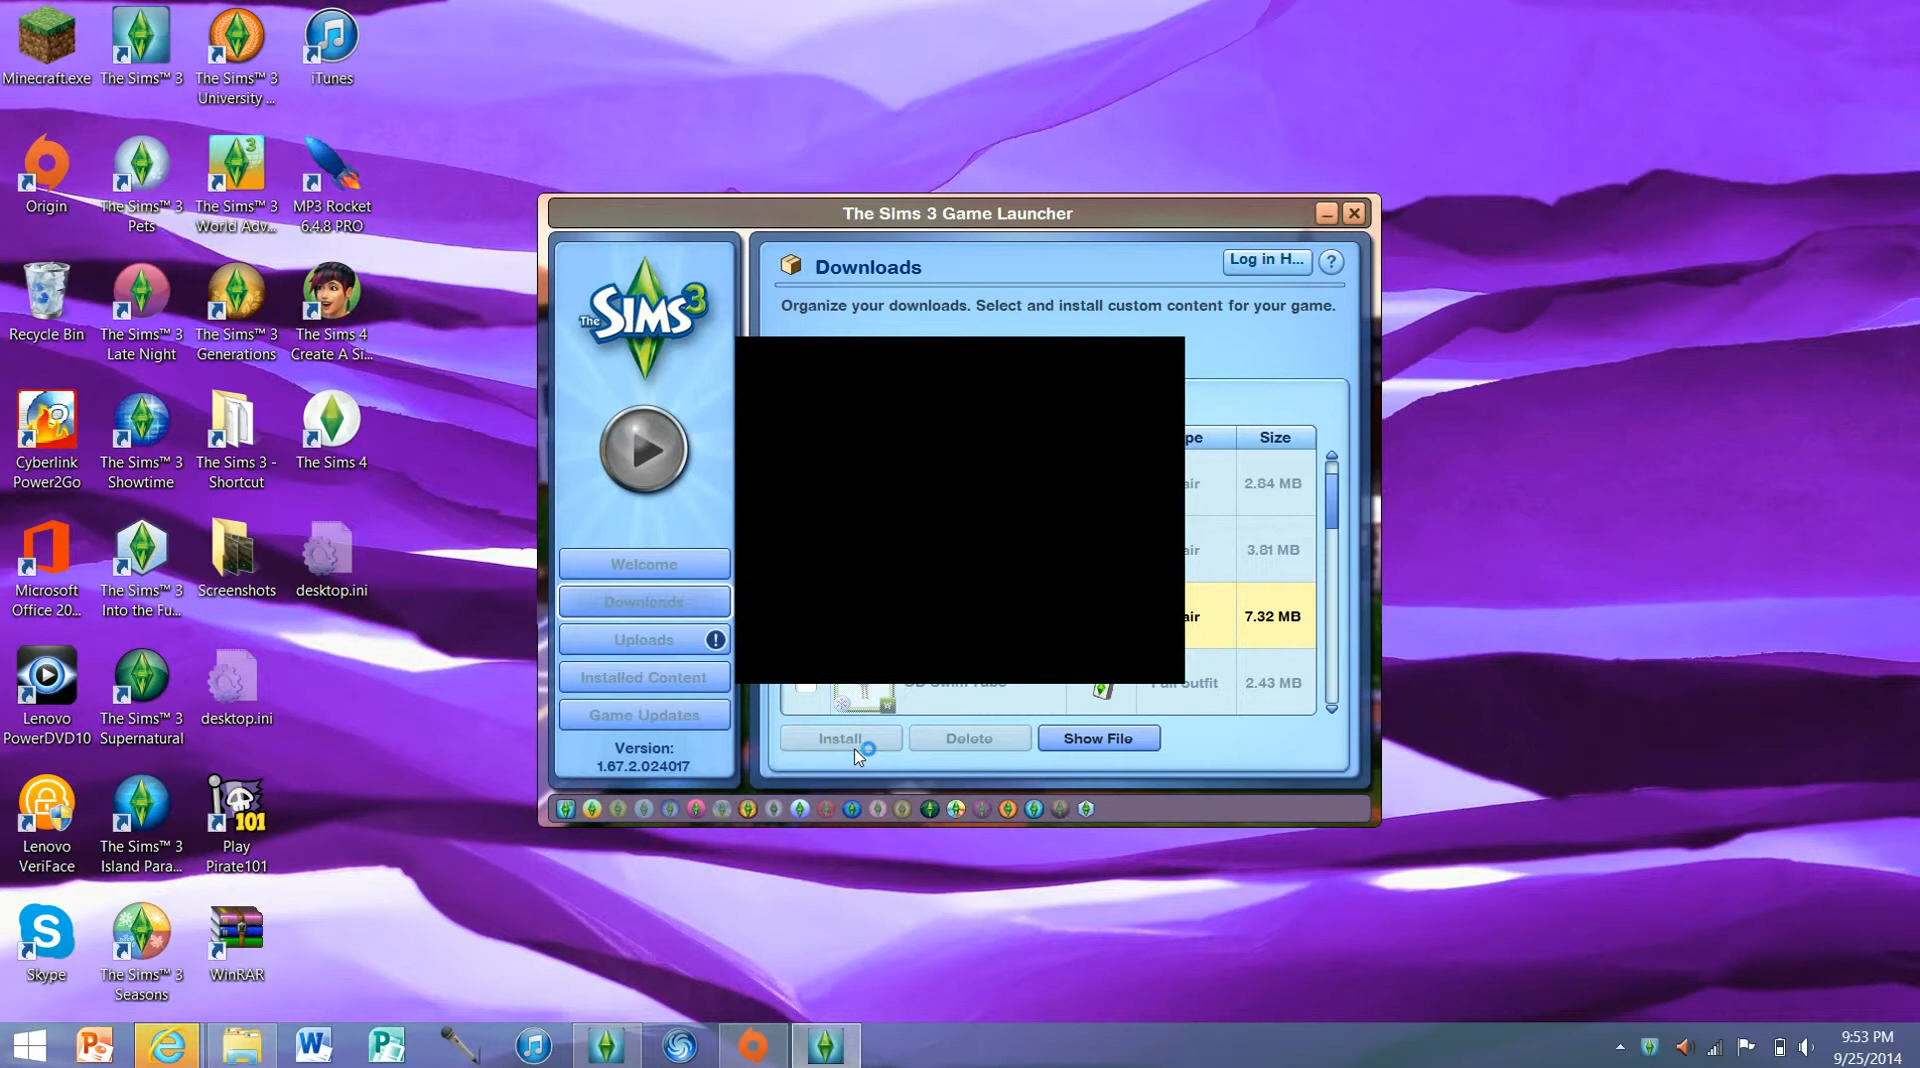 Minecraft.exe
The Sims™ 3
The Sims™ 3
University ...
iTunes
Origin
The Sims™ 3
Pets
3
The Sims™ 3
World Adv...
MP3 Rocket
6.4.8 PRO
Recycle Bin
The Sims™ 3
Late Night
The Sims™ 3
Generations
The Sims 4
Create A Si...
Cyberlink
Power2Go
The Sims™ 3
Showtime
The Sims 3 -
Shortcut
The Sims 4
Microsoft
Office 20...
The Sims™ 3
Into the Fu...
Screenshots
desktop.ini
Lenovo
PowerDVD10
The Sims™ 3
Supernatural
desktop.ini
Lenovo
VeriFace
The Sims™ 3
Island Para...
101
Play
Pirate101
Skype
The Sims™ 3
Seasons
WinRAR
The Sims 3 Game Launcher
The SIMS 3
Welcome
Downloads
Uploads
Installed Content
Game Updates
Version:
1.67.2.024017
Downloads
Log in H...
?
Organize your downloads. Select and install custom content for your game.
pe
Size
air
2.84 MB
air
3.81 MB
air
7.32 MB
Full outfit
2.43 MB
Install
Delete
Show File
9:53 PM
9/25/2014